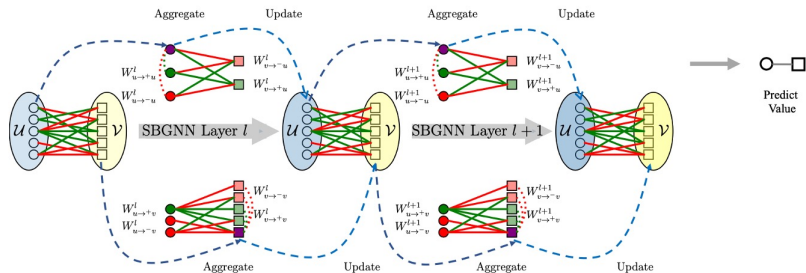 Aggregate Update Aggregate Update
W^l_{v→^-u} W^{l+1}_{v→^-u}
W^l_{u→^+u} W^{l+1}_{u→^+u}
W^l_{v→^+u} W^{l+1}_{v→^+u}
W^l_{u→^-u} W^{l+1}_{u→^-u}
𝒰 𝒱 SBGNN Layer l 𝒰 𝒱 SBGNN Layer l + 1 𝒰 𝒱
Predict
Value
W^l_{v→^-v} W^{l+1}_{v→^-v}
W^l_{u→^+v} W^l_{v→^+v} W^{l+1}_{u→^+v} W^{l+1}_{v→^+v}
W^l_{u→^-v} W^{l+1}_{u→^-v}
Aggregate Update Aggregate Update